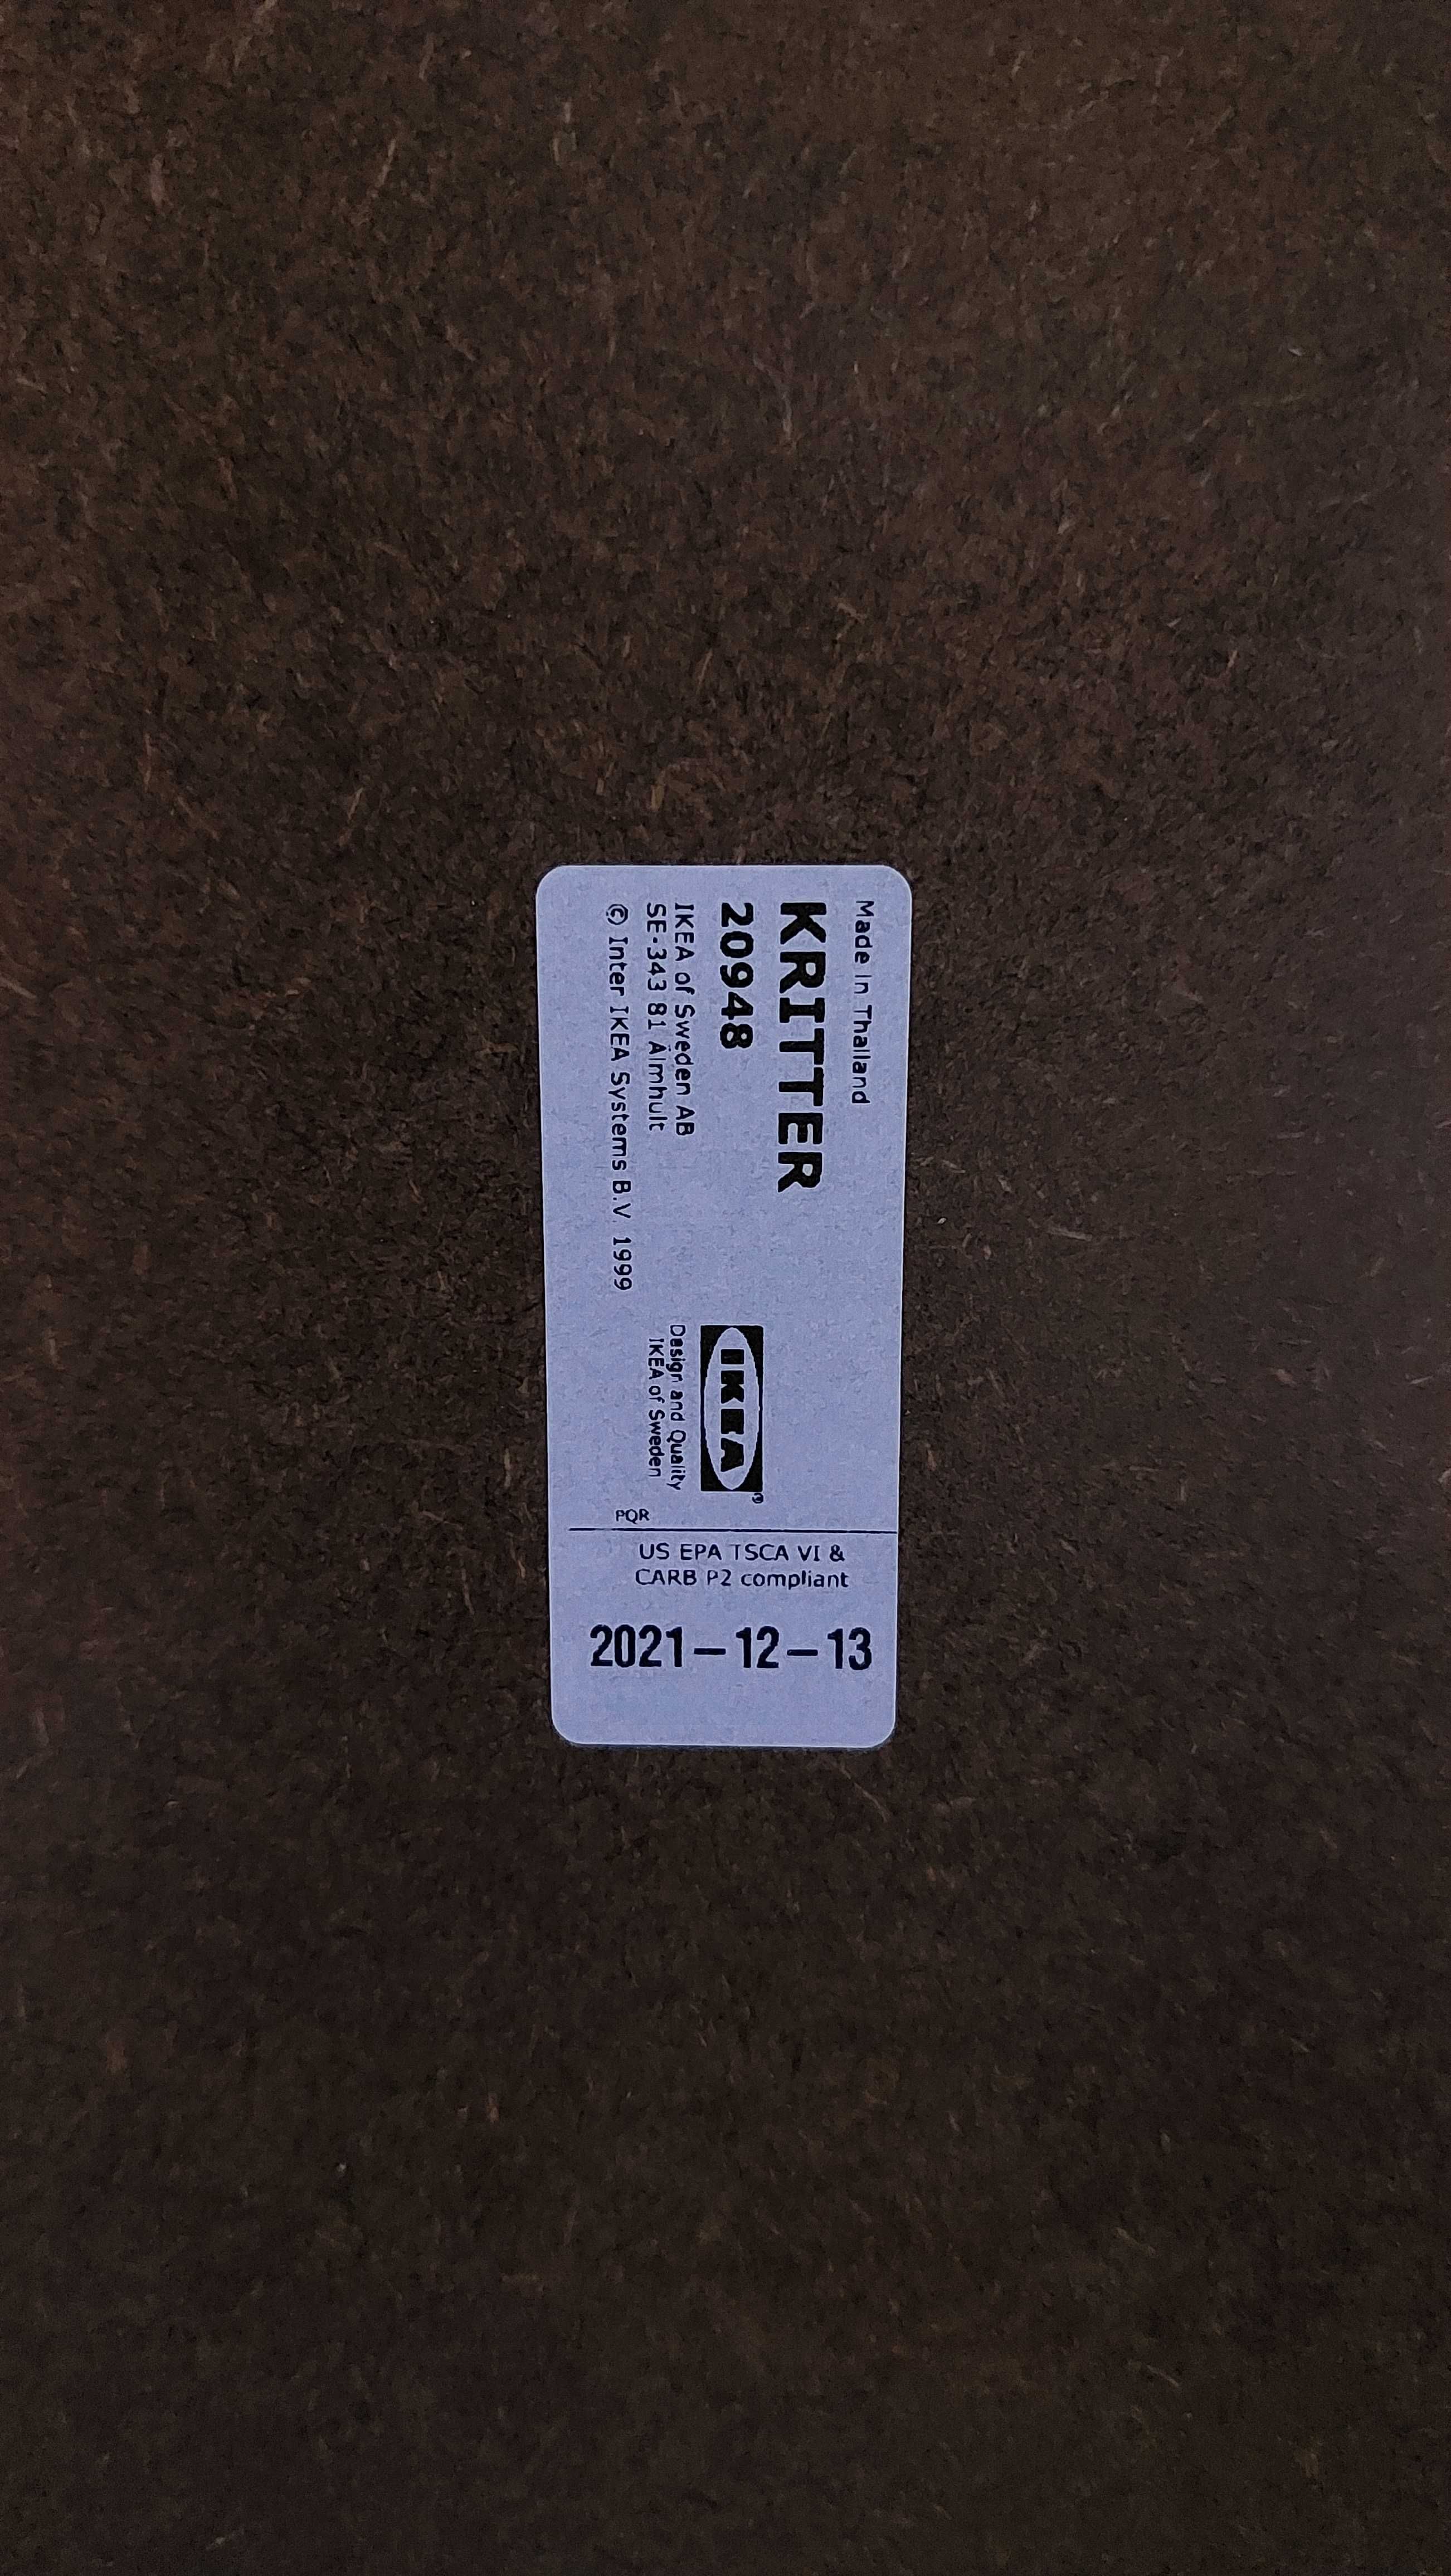 Made in Thailand
KRITTER
20948
IKEA of Sweden AB
SE-343 81 Älmhult
© Inter IKEA Systems B.V. 1999
IKEA®
Design and Quality
IKEA of Sweden
PQR
US EPA TSCA VI &
CARB P2 compliant
2021-12-13